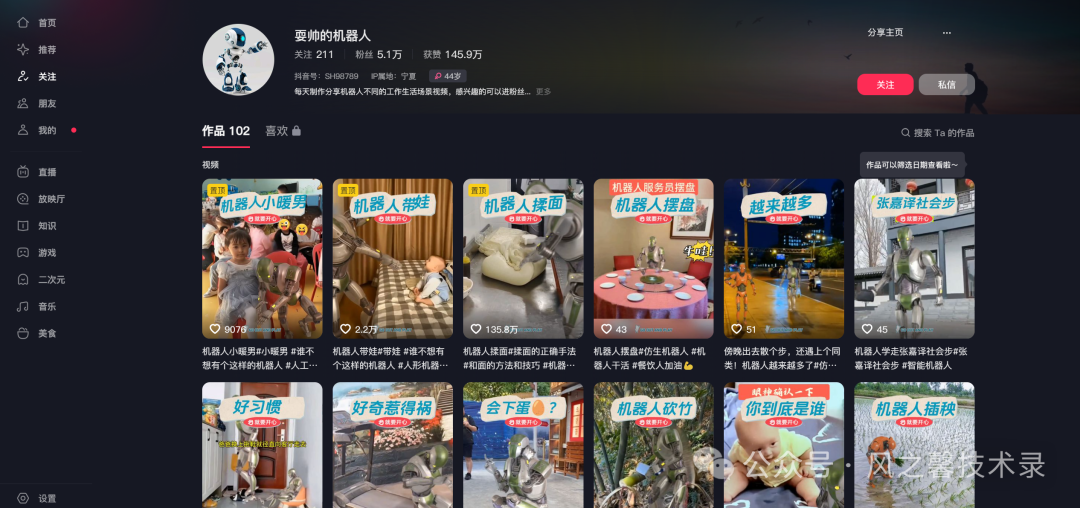 首页
推荐
关注
朋友
我的
直播
放映厅
知识
游戏
二次元
音乐
美食
设置
耍帅的机器人
关注 211 粉丝 5.1万 获赞 145.9万
抖音号：SH98789 IP属地：宁夏 44岁
每天制作分享机器人不同的工作生活场景视频，感兴趣的可以进粉丝... 更多
分享主页 ...
关注 私信
作品 102 喜欢
搜索 Ta 的作品
视频
作品可以筛选日期查看啦～
置顶
机器人小暖男
就要开心
9076
机器人小暖男#小暖男 #谁不
想有个这样的机器人 #人工…
置顶
机器人带娃
就要开心
2.2万
机器人带娃#带娃 #谁不想有
个这样的机器人 #人形机器…
置顶
机器人揉面
就要开心
135.8万
机器人揉面#揉面的正确手法
#和面的方法和技巧 #机器…
机器人服务员摆盘
机器人摆盘
就要开心
牛哇!
43
机器人摆盘#仿生机器人 #机
器人干活 #餐饮人加油💪
越来越多
就要开心
51
傍晚出去散个步，还遇上个同
类！机器人越来越多了#仿…
张嘉译社会步
就要开心
45
机器人学走张嘉译社会步#张
嘉译社会步 #智能机器人
好习惯
就要开心
好奇惹得祸
就要开心
会下蛋🥚？
就要开心
机器人砍竹
就要开心
眼神确认一下
你到底是谁
就要开心
机器人插秧
就要开心
公众号 · 风之馨技术录